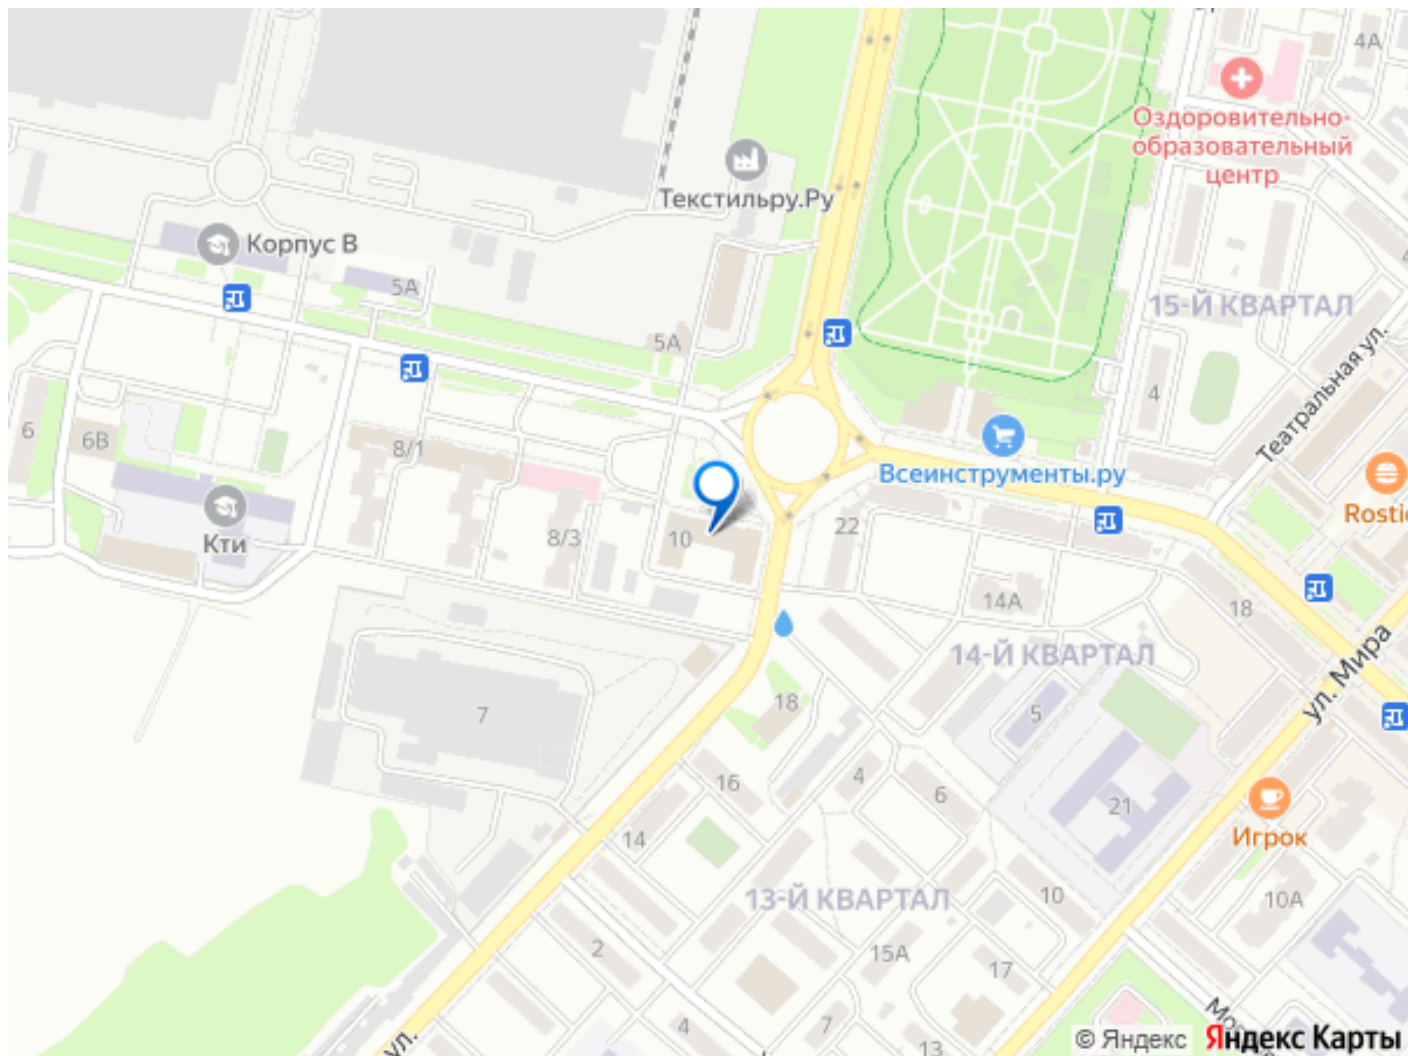 4А
Оздоровительно-
образовательный
центр
Текстильру.Ру
Корпус В
5А
15-Й КВАРТАЛ
5А
Театральная ул.
4
6
6В
8/1
Всеинструменты.ру
Rostic
Кти
8/3
10
22
14А
18
14-Й КВАРТАЛ
ул. Мира
7
18
5
16
4
6
21
14
Игрок
13-Й КВАРТАЛ
10
10А
2
15А
17
4
7
13
ул.
© Яндекс
Яндекс Карты